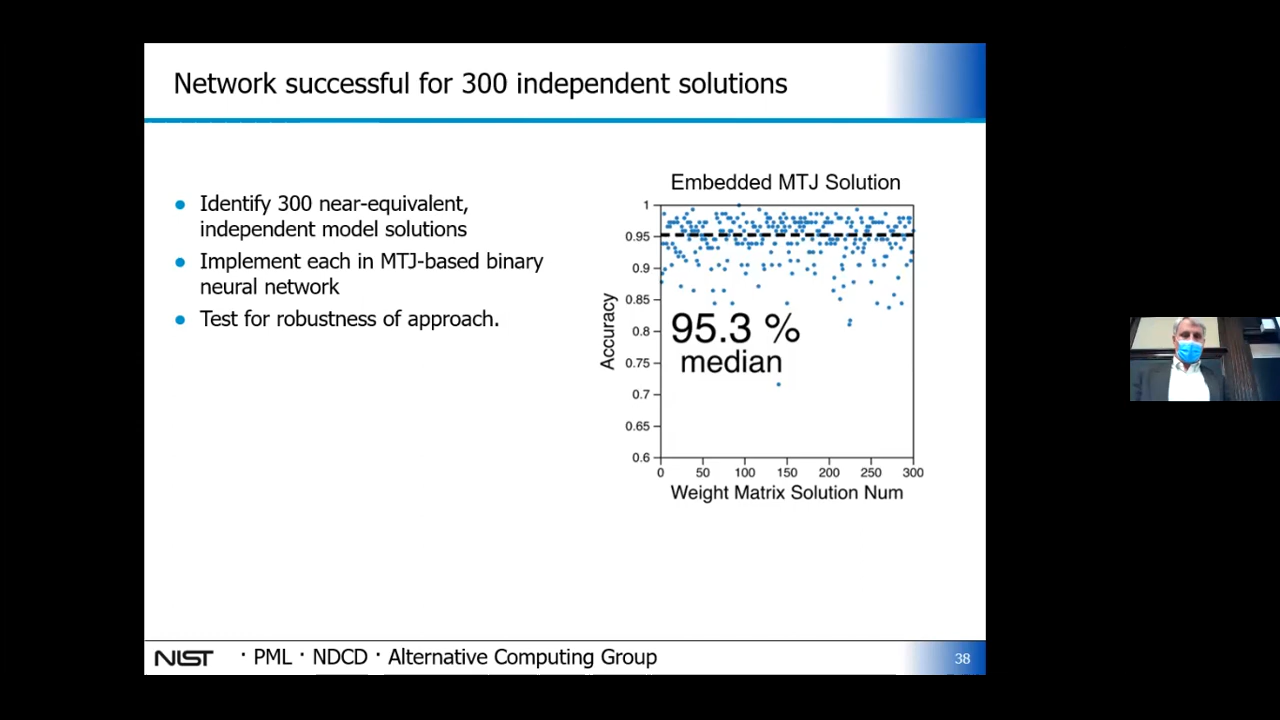 Network successful for 300 independent solutions
• Identify 300 near-equivalent,
independent model solutions
• Implement each in MTJ-based binary
neural network
• Test for robustness of approach.
Embedded MTJ Solution
1
0.95
0.9
0.85
0.8
0.75
0.7
0.65
0.6
Accuracy
95.3 %
median
0 50 100 150 200 250 300
Weight Matrix Solution Num
NIST · PML · NDCD · Alternative Computing Group
38